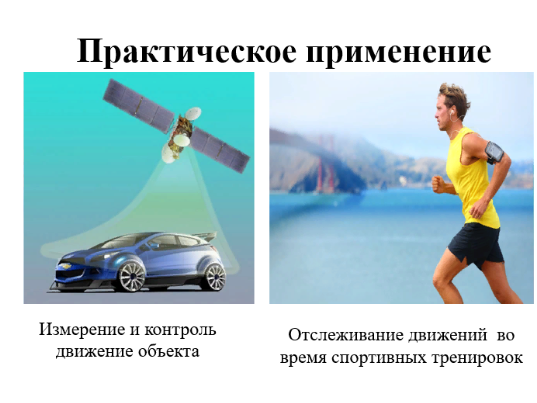 Практическое применение
Измерение и контроль
движение объекта
Отслеживание движений во
время спортивных тренировок